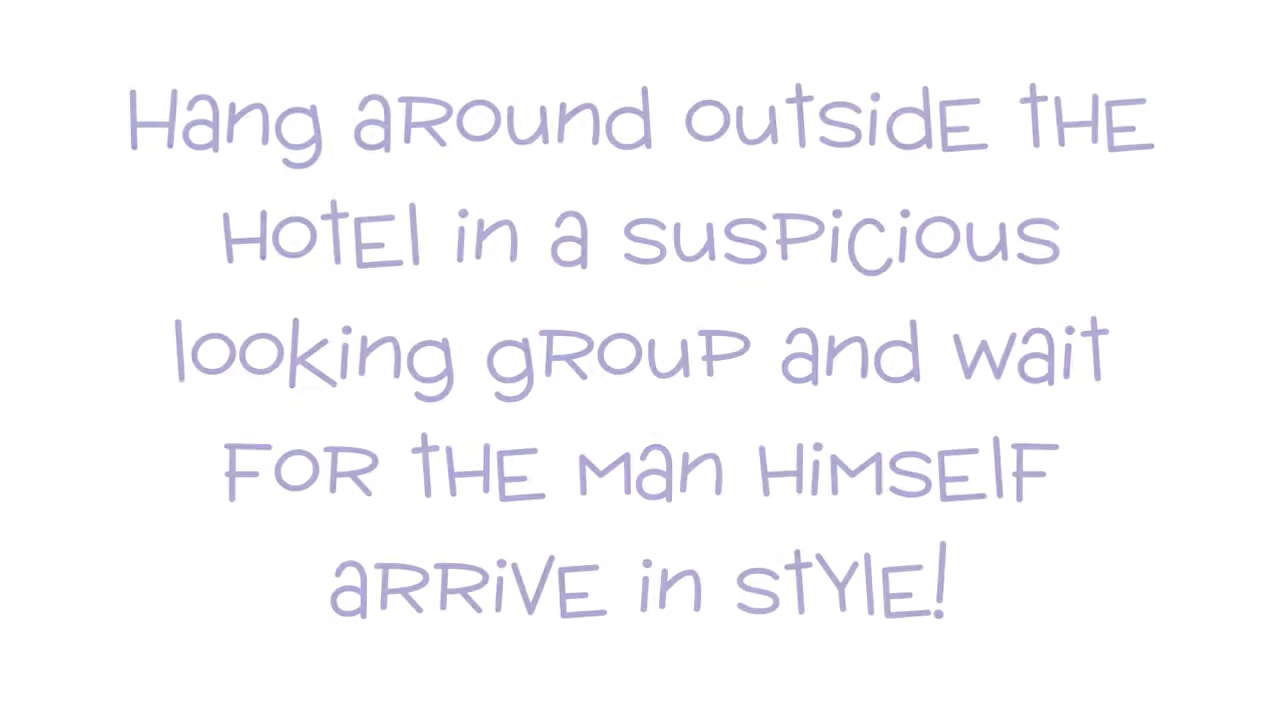 Hang around outside the
hotel in a suspicious
looking group and wait
for the man himself
arrive in style!